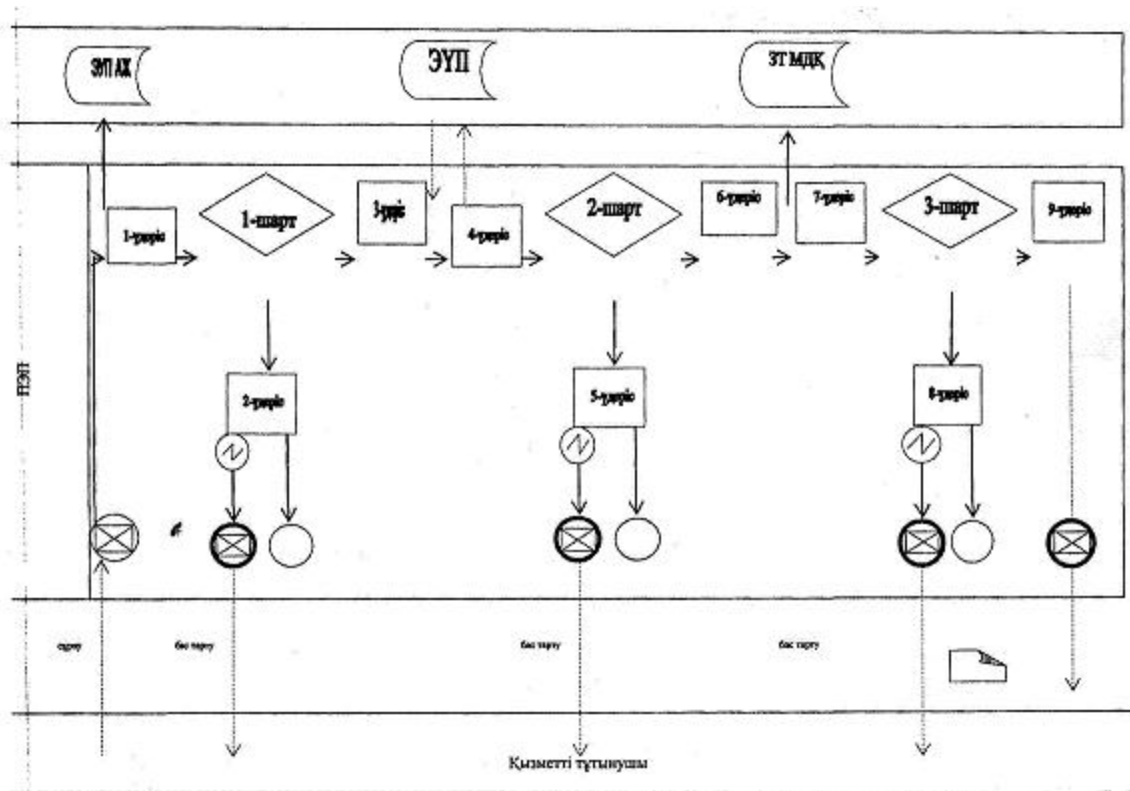 ЭҮП АЖ
ЭҮП
ЗТ МДҚ
1-үдеріс
1-шарт
3-үдеріс
4-үдеріс
2-шарт
6-үдеріс
7-үдеріс
3-шарт
9-үдеріс
2-үдеріс
5-үдеріс
8-үдеріс
ПЭП
сұрау
бас тарту
бас тарту
бас тарту
Қызметті тұтынушы